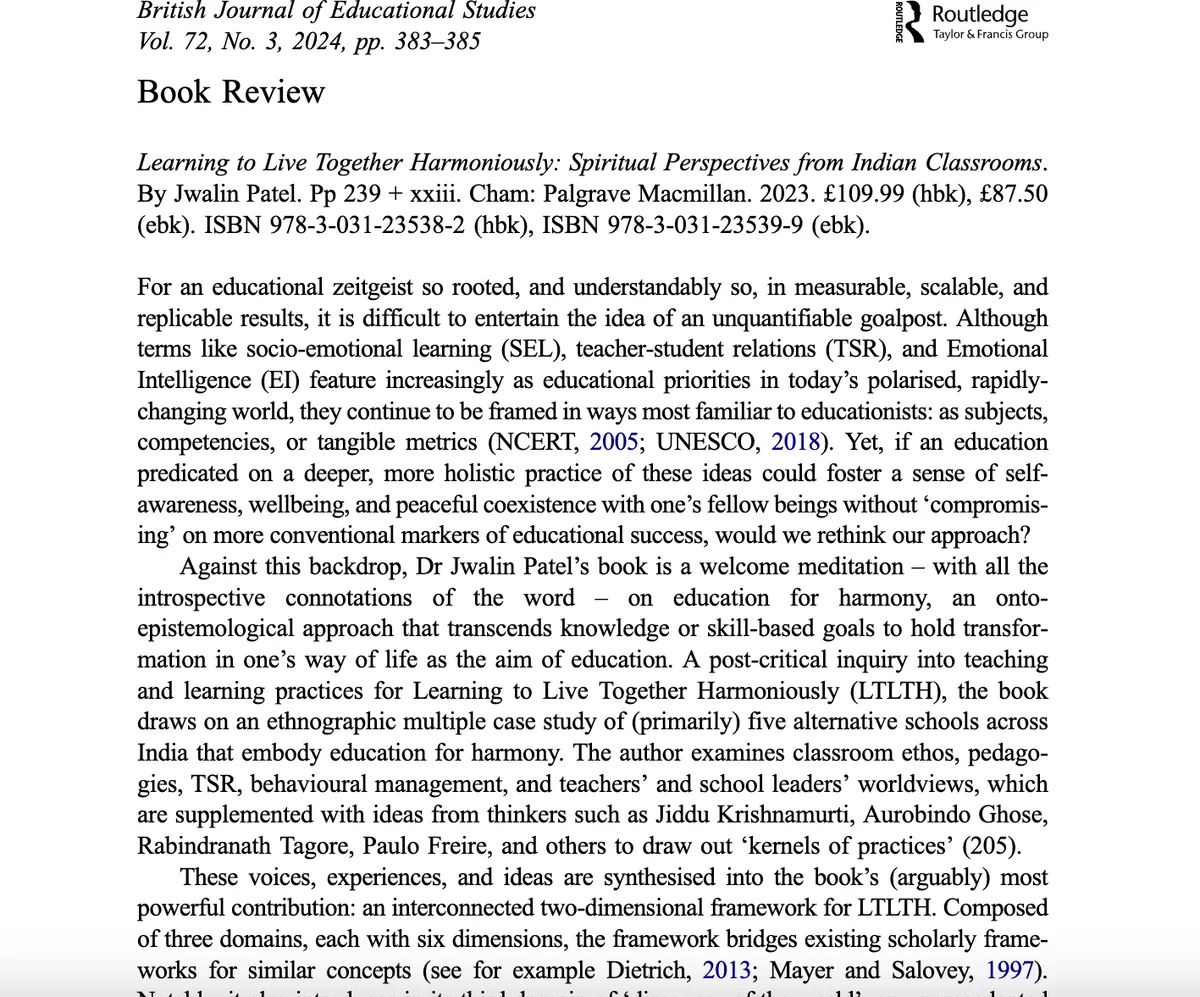 British Journal of Educational Studies
Vol. 72, No. 3, 2024, pp. 383–385
ROUTLEDGE
Routledge
Taylor & Francis Group
Book Review
Learning to Live Together Harmoniously: Spiritual Perspectives from Indian Classrooms.
By Jwalin Patel. Pp 239 + xxiii. Cham: Palgrave Macmillan. 2023. £109.99 (hbk), £87.50
(ebk). ISBN 978-3-031-23538-2 (hbk), ISBN 978-3-031-23539-9 (ebk).
For an educational zeitgeist so rooted, and understandably so, in measurable, scalable, and
replicable results, it is difficult to entertain the idea of an unquantifiable goalpost. Although
terms like socio-emotional learning (SEL), teacher-student relations (TSR), and Emotional
Intelligence (EI) feature increasingly as educational priorities in today’s polarised, rapidly-
changing world, they continue to be framed in ways most familiar to educationists: as subjects,
competencies, or tangible metrics (NCERT, 2005; UNESCO, 2018). Yet, if an education
predicated on a deeper, more holistic practice of these ideas could foster a sense of self-
awareness, wellbeing, and peaceful coexistence with one’s fellow beings without ‘compromis-
ing’ on more conventional markers of educational success, would we rethink our approach?
Against this backdrop, Dr Jwalin Patel’s book is a welcome meditation – with all the
introspective connotations of the word – on education for harmony, an onto-
epistemological approach that transcends knowledge or skill-based goals to hold transfor-
mation in one’s way of life as the aim of education. A post-critical inquiry into teaching
and learning practices for Learning to Live Together Harmoniously (LTLTH), the book
draws on an ethnographic multiple case study of (primarily) five alternative schools across
India that embody education for harmony. The author examines classroom ethos, pedago-
gies, TSR, behavioural management, and teachers’ and school leaders’ worldviews, which
are supplemented with ideas from thinkers such as Jiddu Krishnamurti, Aurobindo Ghose,
Rabindranath Tagore, Paulo Freire, and others to draw out ‘kernels of practices’ (205).
These voices, experiences, and ideas are synthesised into the book’s (arguably) most
powerful contribution: an interconnected two-dimensional framework for LTLTH. Composed
of three domains, each with six dimensions, the framework bridges existing scholarly frame-
works for similar concepts (see for example Dietrich, 2013; Mayer and Salovey, 1997).